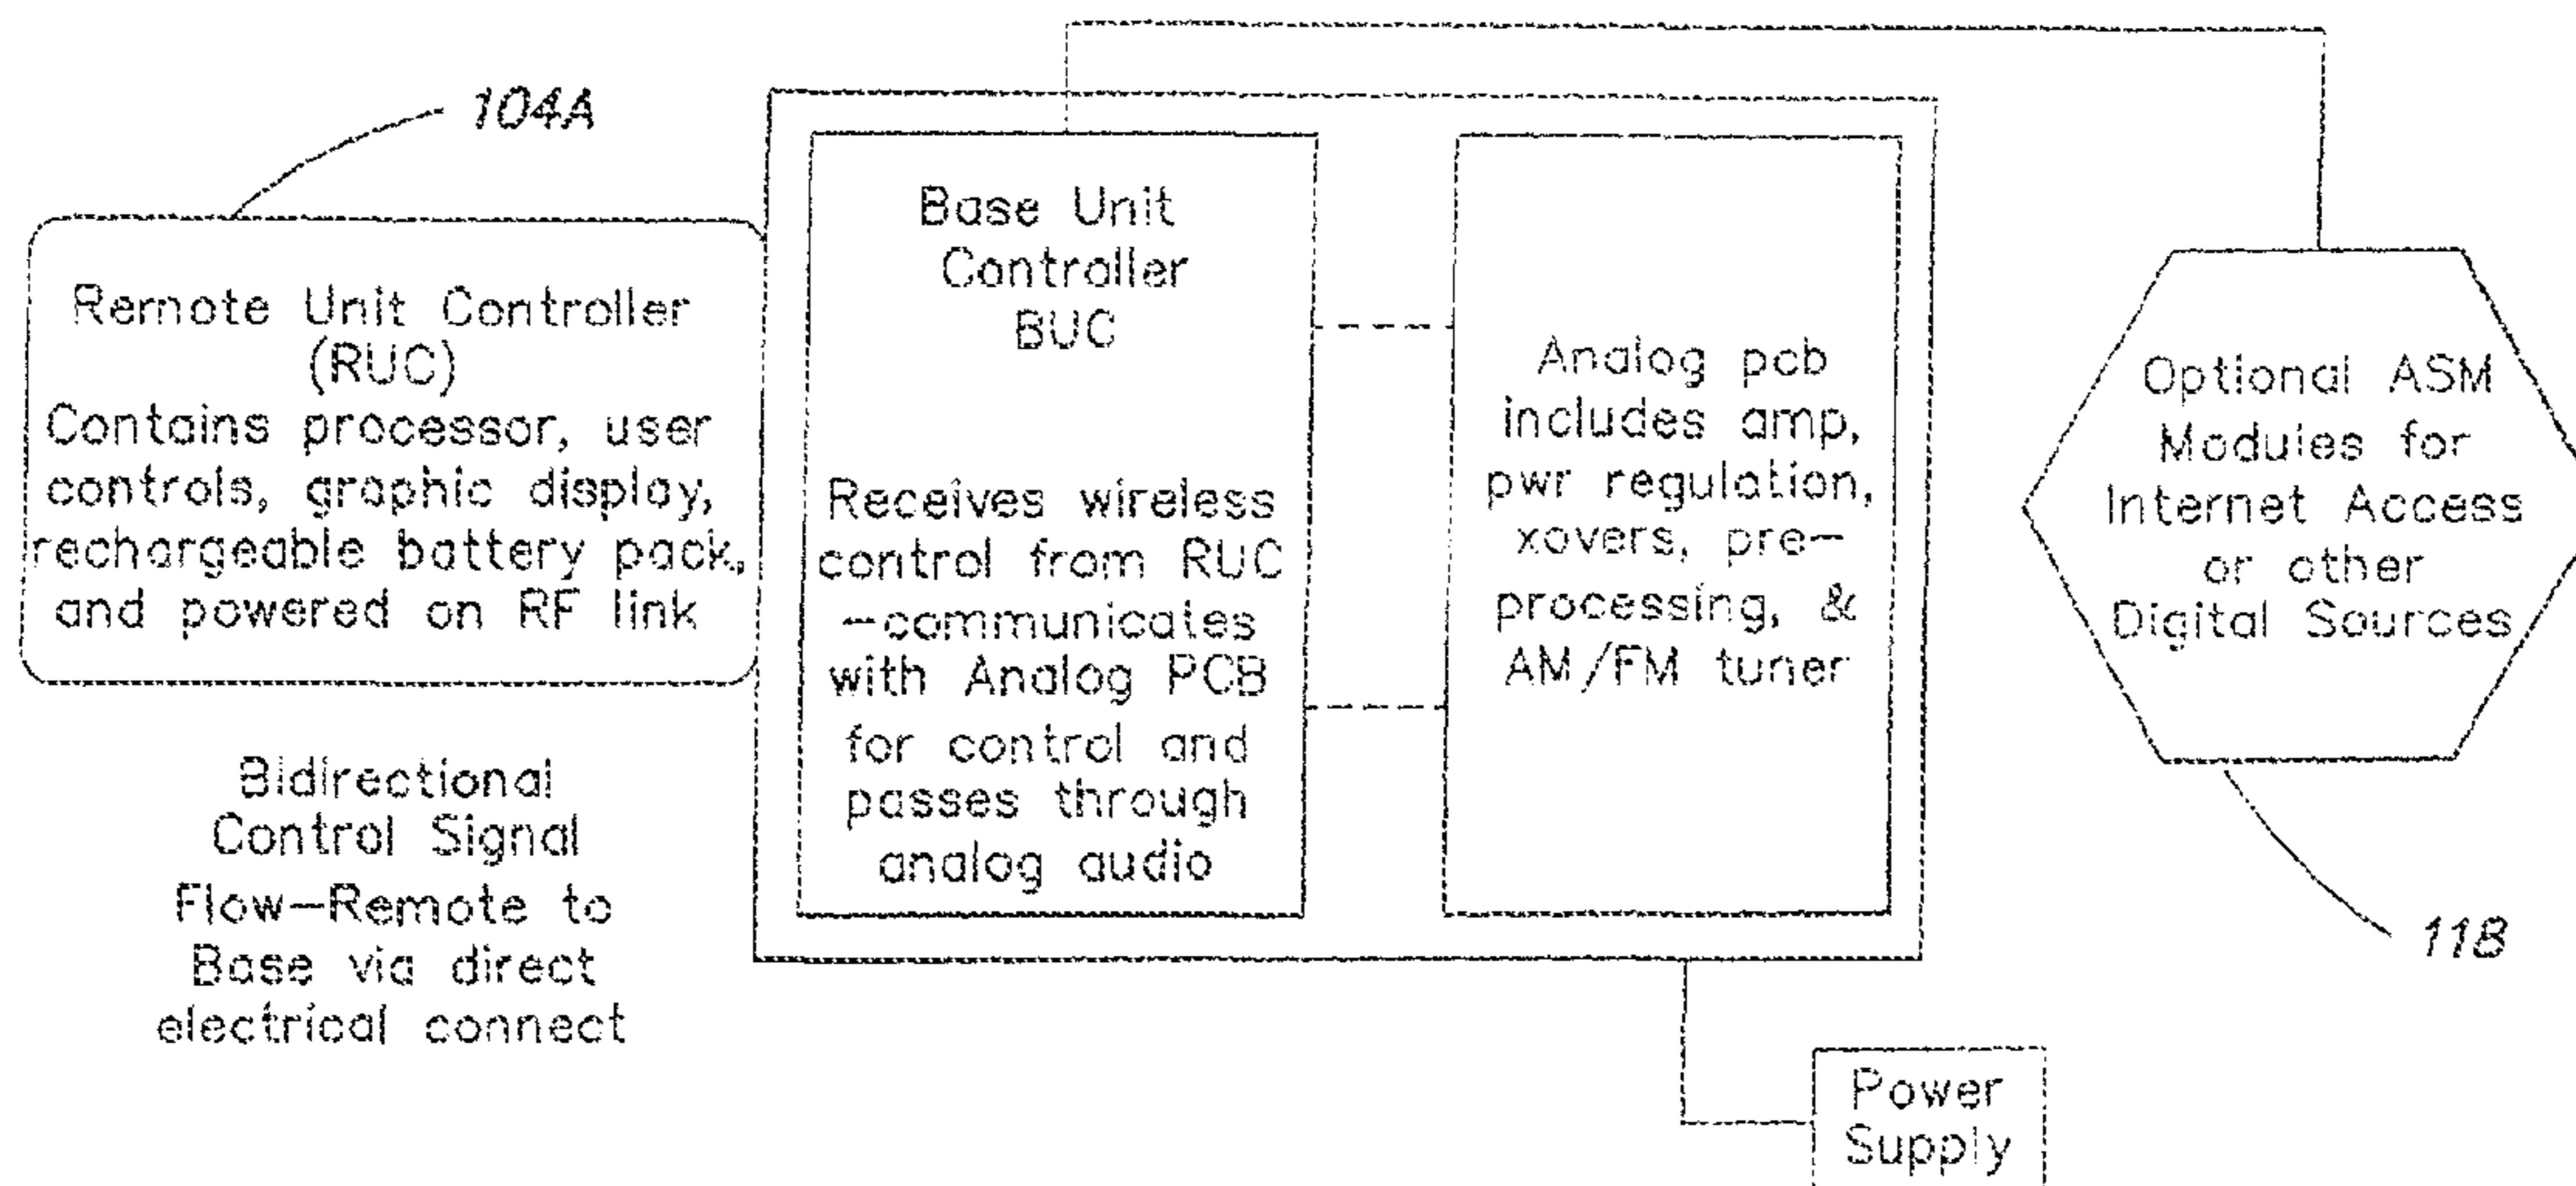 104A
Remote Unit Controller
(RUC)
Contains processor, user
controls, graphic display,
rechargeable battery pack,
and powered on RF link
Bidirectional
Control Signal
Flow—Remote to
Base via direct
electrical connect
Base Unit
Controller
BUC
Receives wireless
control from RUC
—communicates
with Analog PCB
for control and
passes through
analog audio
Analog pcb
includes amp,
pwr regulation,
xovers, pre—
processing, &
AM/FM tuner
Optional ASM
Modules for
Internet Access
or other
Digital Sources
11B
Power
Supply